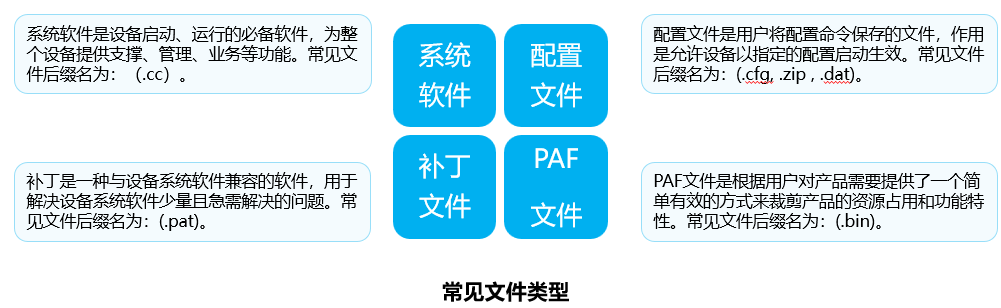 系统软件是设备启动、运行的必备软件，为整
个设备提供支撑、管理、业务等功能。常见文
件后缀名为：（.cc）。
系统
软件
配置
文件
配置文件是用户将配置命令保存的文件，作用
是允许设备以指定的配置启动生效。常见文件
后缀名为：(.cfg, .zip , .dat)。
补丁是一种与设备系统软件兼容的软件，用于
解决设备系统软件少量且急需解决的问题。常
见文件后缀名为：(.pat)。
补丁
文件
PAF
文件
PAF文件是根据用户对产品需要提供了一个简
单有效的方式来裁剪产品的资源占用和功能特
性。常见文件后缀名为：(.bin)。
常见文件类型